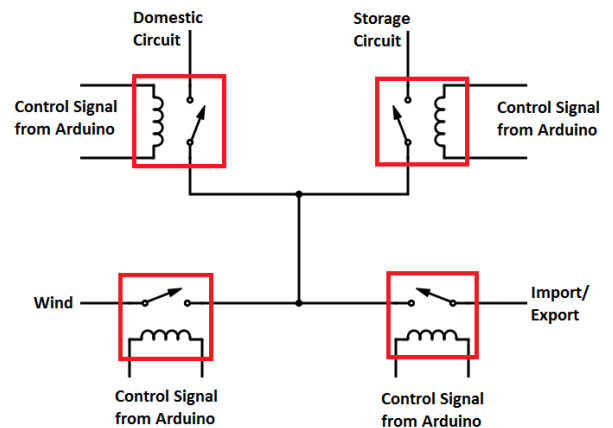 Domestic
Circuit
Storage
Circuit
Control Signal
from Arduino
Control Signal
from Arduino
Wind
Import/
Export
Control Signal
from Arduino
Control Signal
from Arduino